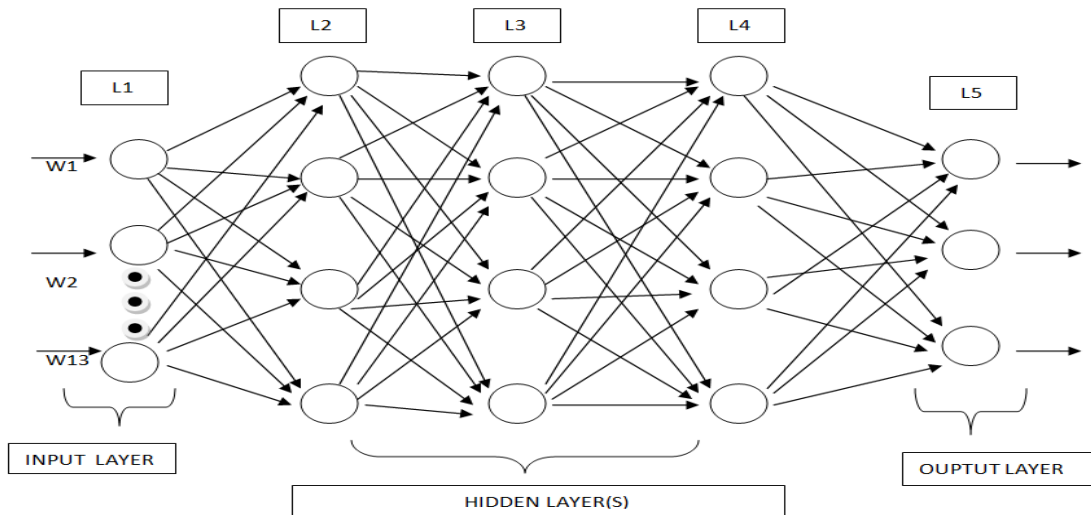 L2
L3
L4
L1
L5
W1
W2
W13
INPUT LAYER
OUPTUT LAYER
HIDDEN LAYER(S)